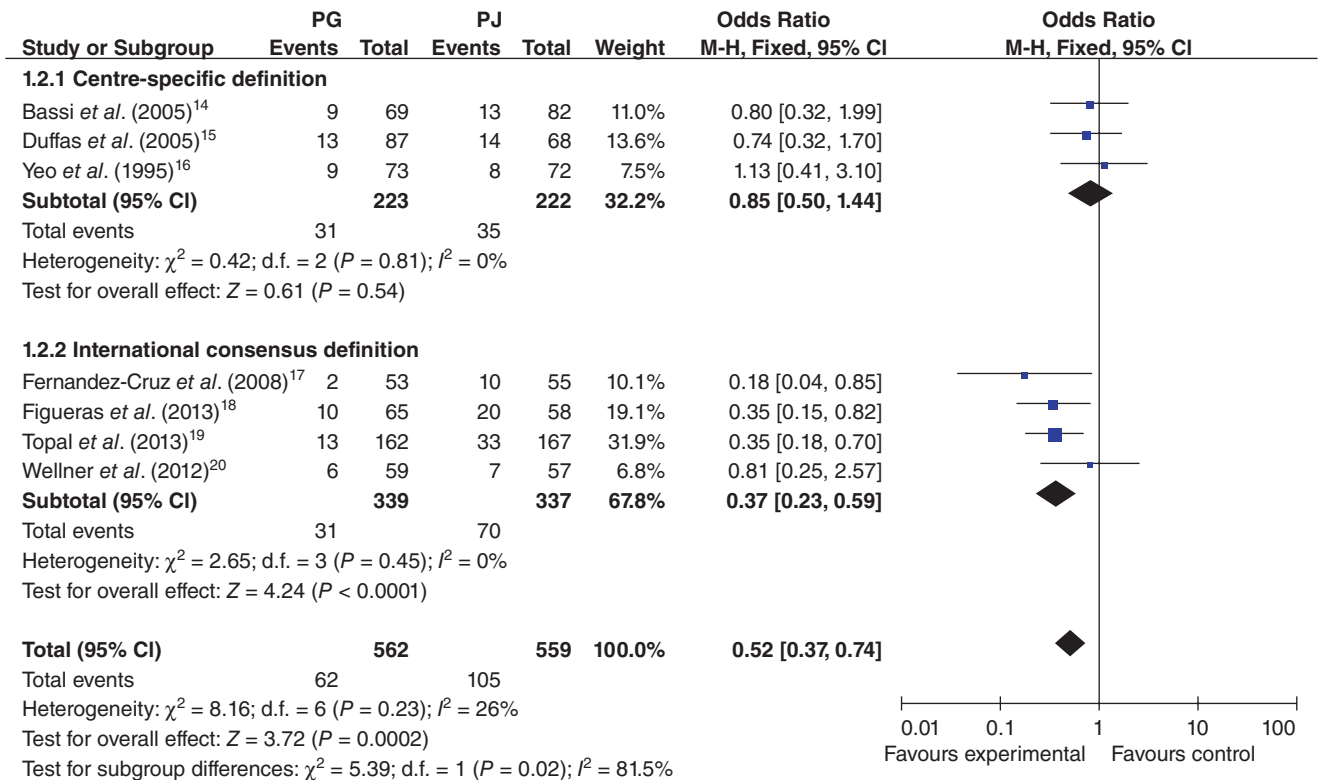 PG PJ Odds Ratio Odds Ratio
Study or Subgroup Events Total Events Total Weight M-H, Fixed, 95% CI M-H, Fixed, 95% CI
1.2.1 Centre-specific definition
Bassi et al. (2005)14 9 69 13 82 11.0% 0.80 [0.32, 1.99]
Duffas et al. (2005)15 13 87 14 68 13.6% 0.74 [0.32, 1.70]
Yeo et al. (1995)16 9 73 8 72 7.5% 1.13 [0.41, 3.10]
Subtotal (95% CI) 223 222 32.2% 0.85 [0.50, 1.44]
Total events 31 35
Heterogeneity: χ2 = 0.42; d.f. = 2 (P = 0.81); I2 = 0%
Test for overall effect: Z = 0.61 (P = 0.54)
1.2.2 International consensus definition
Fernandez-Cruz et al. (2008)17 2 53 10 55 10.1% 0.18 [0.04, 0.85]
Figueras et al. (2013)18 10 65 20 58 19.1% 0.35 [0.15, 0.82]
Topal et al. (2013)19 13 162 33 167 31.9% 0.35 [0.18, 0.70]
Wellner et al. (2012)20 6 59 7 57 6.8% 0.81 [0.25, 2.57]
Subtotal (95% CI) 339 337 67.8% 0.37 [0.23, 0.59]
Total events 31 70
Heterogeneity: χ2 = 2.65; d.f. = 3 (P = 0.45); I2 = 0%
Test for overall effect: Z = 4.24 (P < 0.0001)
Total (95% CI) 562 559 100.0% 0.52 [0.37, 0.74]
Total events 62 105
Heterogeneity: χ2 = 8.16; d.f. = 6 (P = 0.23); I2 = 26%
Test for overall effect: Z = 3.72 (P = 0.0002)
Test for subgroup differences: χ2 = 5.39; d.f. = 1 (P = 0.02); I2 = 81.5%
0.01 0.1 1 10 100
Favours experimental Favours control